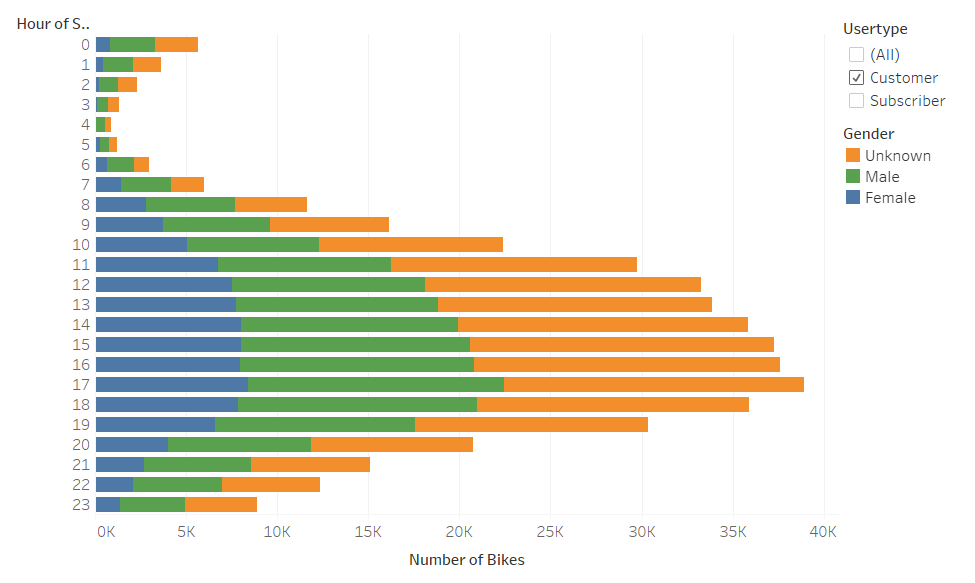 Hour of S..
0
1
2
3
4
5
6
7
8
9
10
11
12
13
14
15
16
17
18
19
20
21
22
23
0K 5K 10K 15K 20K 25K 30K 35K 40K
Number of Bikes
Usertype
(All)
Customer
Subscriber
Gender
Unknown
Male
Female